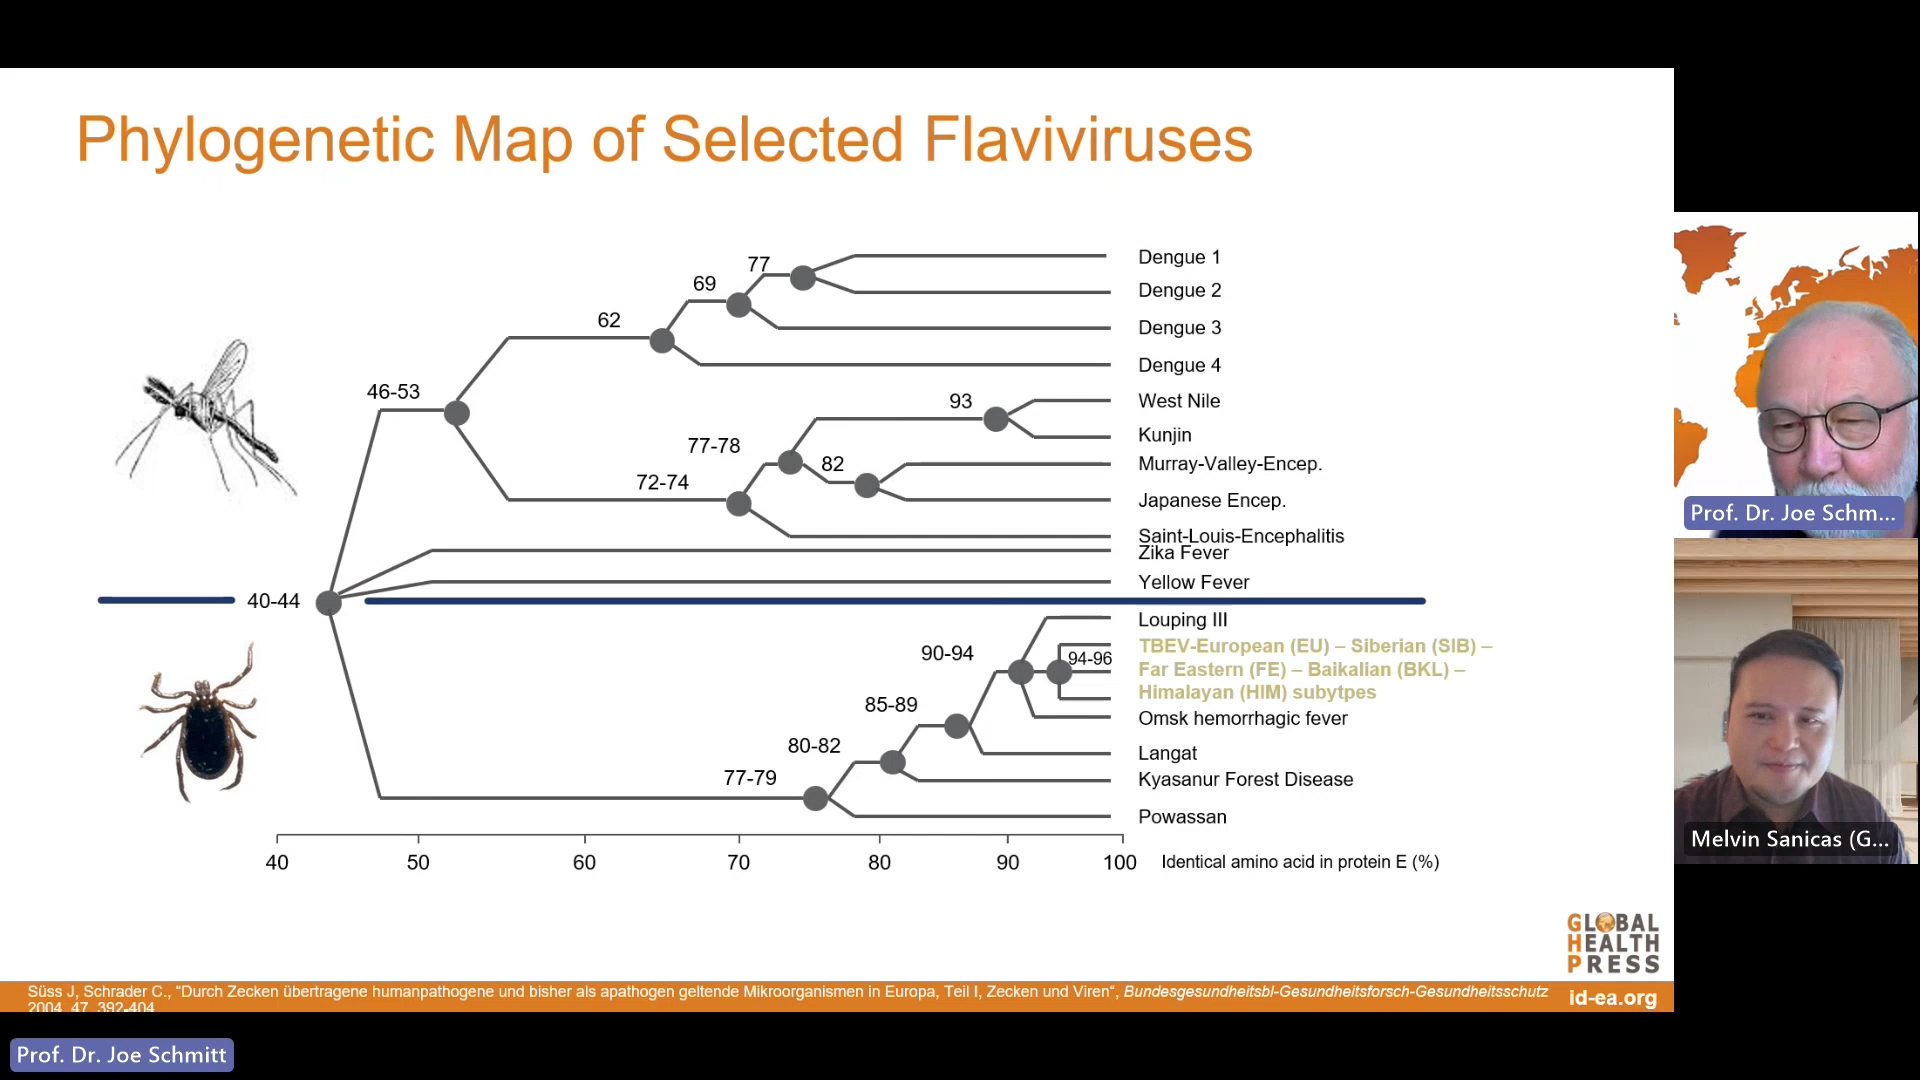 Phylogenetic Map of Selected Flaviviruses
77
69
62
46-53
93
77-78
82
72-74
40-44
90-94
94-96
85-89
80-82
77-79
Dengue 1
Dengue 2
Dengue 3
Dengue 4
West Nile
Kunjin
Murray-Valley-Encep.
Japanese Encep.
Saint-Louis-Encephalitis
Zika Fever
Yellow Fever
Louping III
TBEV-European (EU) – Siberian (SIB) –
Far Eastern (FE) – Baikalian (BKL) –
Himalayan (HIM) subytpes
Omsk hemorrhagic fever
Langat
Kyasanur Forest Disease
Powassan
40 50 60 70 80 90 100 Identical amino acid in protein E (%)
GLOBAL
HEALTH
PRESS
Süss J, Schrader C., “Durch Zecken übertragene humanpathogene und bisher als apathogen geltende Mikroorganismen in Europa, Teil I, Zecken und Viren“, Bundesgesundheitsbl-Gesundheitsforsch-Gesundheitsschutz
2004, 47, 392-404
id-ea.org
Prof. Dr. Joe Schm...
Melvin Sanicas (G...
Prof. Dr. Joe Schmitt